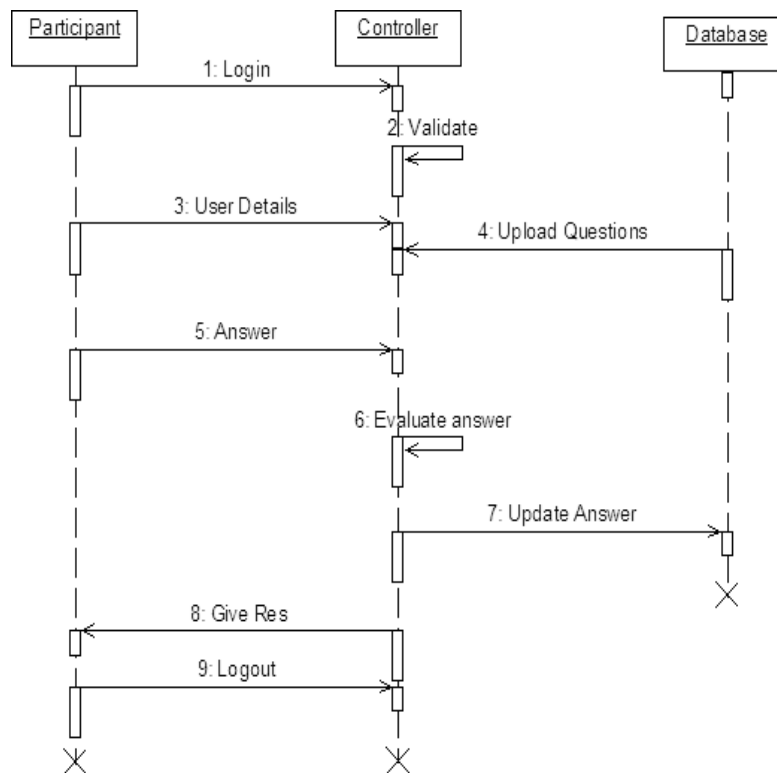 Participant
Controller
Database
1: Login
2: Validate
3: User Details
4: Upload Questions
5: Answer
6: Evaluate answer
7: Update Answer
8: Give Res
9: Logout